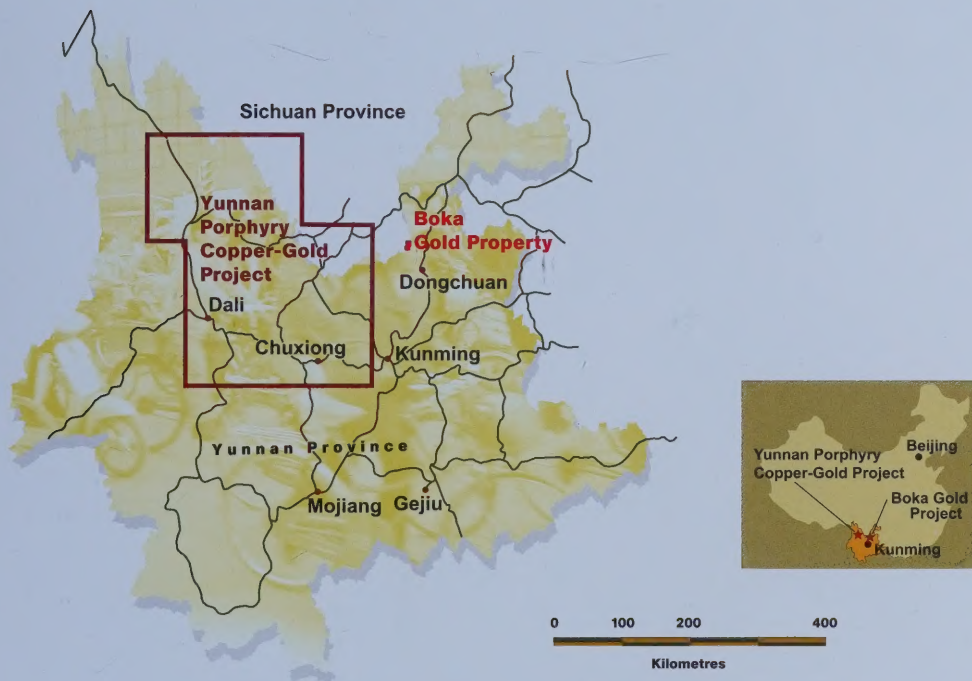 Sichuan Province
Yunnan
Porphyry
Copper-Gold
Project
Boka
Gold Property
Dongchuan
Dali
Chuxiong
Kunming
Yunnan Province
Mojiang
Gejiu
Yunnan Porphyry
Copper-Gold Project
Beijing
Boka Gold
Project
Kunming
0 100 200 400
Kilometres